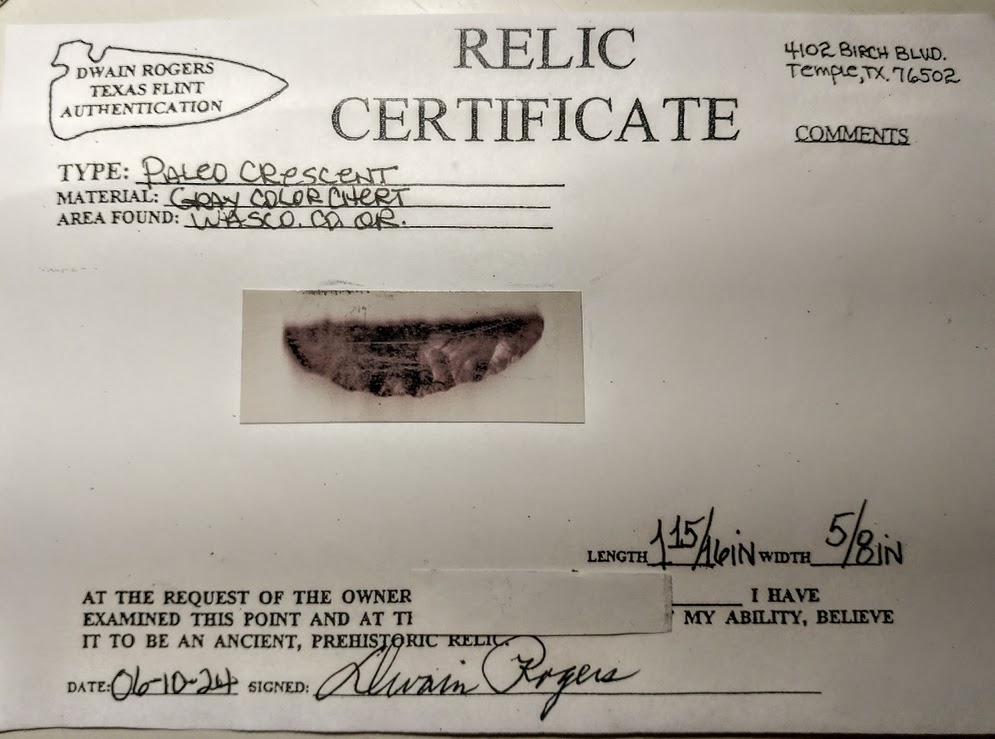 DWAIN ROGERS
TEXAS FLINT
AUTHENTICATION
RELIC
CERTIFICATE
4102 BIRCH BLVD.
Temple, TX. 76502
COMMENTS
TYPE: PALEO CRESCENT
MATERIAL: GRAY COLOR CHERT
AREA FOUND: WASCO. CO. OR.
LENGTH 1 15/16 iN WIDTH 5/8 iN
AT THE REQUEST OF THE OWNER I HAVE
EXAMINED THIS POINT AND AT MY ABILITY, BELIEVE
IT TO BE AN ANCIENT, PREHISTORIC RELIC.
DATE: 06-10-24 SIGNED: Dwain Rogers